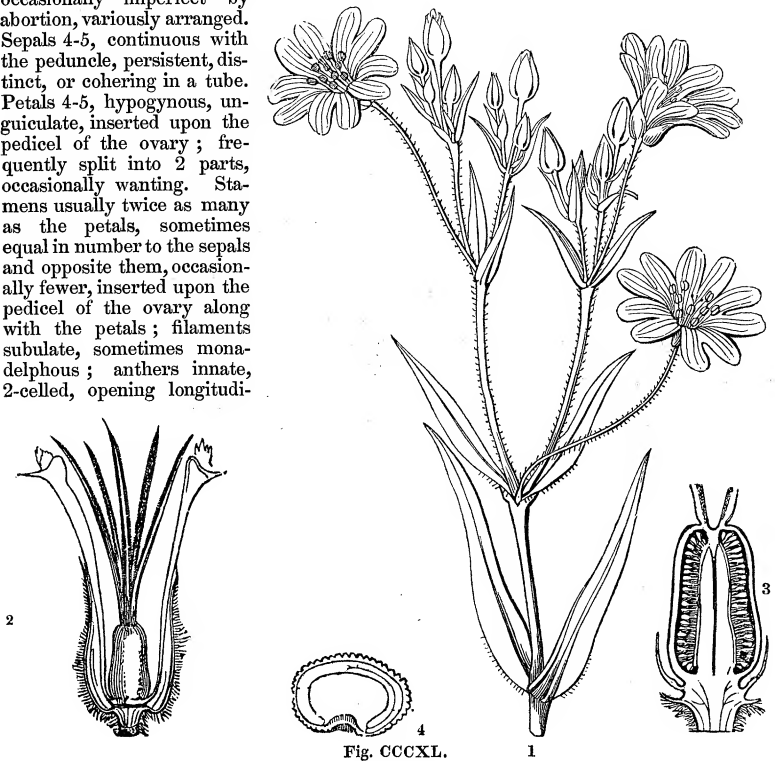 occasionally imperfect by
abortion, variously arranged.
Sepals 4-5, continuous with
the peduncle, persistent, dis-
tinct, or cohering in a tube.
Petals 4-5, hypogynous, un-
guiculate, inserted upon the
pedicel of the ovary ; fre-
quently split into 2 parts,
occasionally wanting. Sta-
mens usually twice as many
as the petals, sometimes
equal in number to the sepals
and opposite them, occasion-
ally fewer, inserted upon the
pedicel of the ovary along
with the petals ; filaments
subulate, sometimes mona-
delphous ; anthers innate,
2-celled, opening longitudi-
2
3
4
Fig. CCCXL.
1